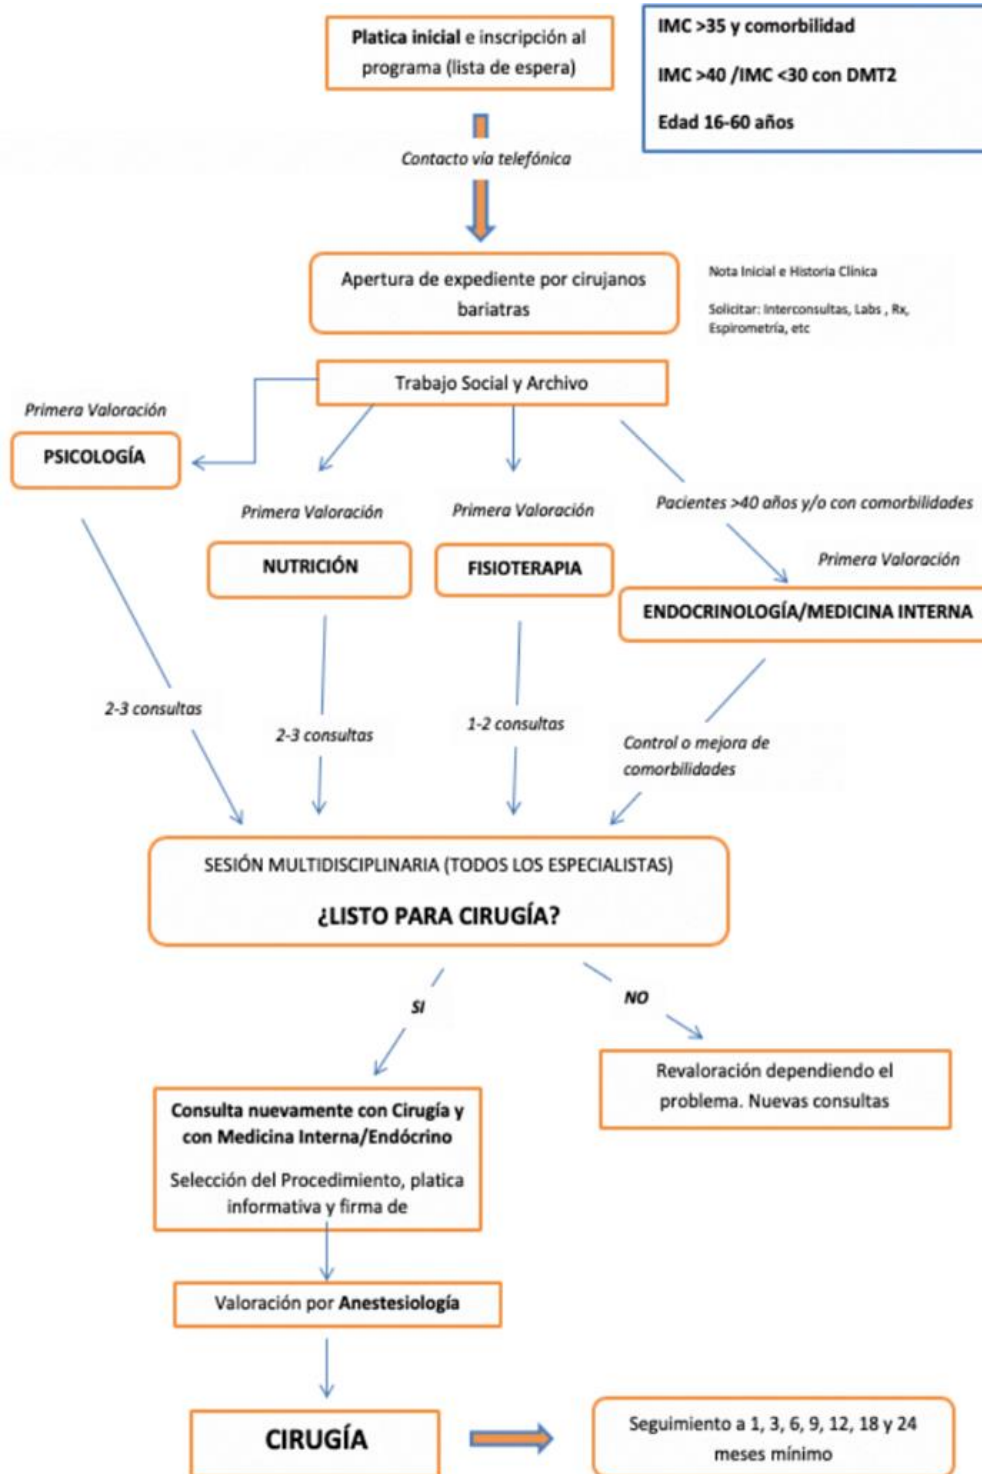 Platica inicial e inscripción al
programa (lista de espera)
IMC >35 y comorbilidad
IMC >40 /IMC <30 con DMT2
Edad 16-60 años
Contacto vía telefónica
Apertura de expediente por cirujanos
bariatras
Nota Inicial e Historia Clínica
Solicitar: Interconsultas, Labs , Rx,
Espirometría, etc
Trabajo Social y Archivo
Primera Valoración
PSICOLOGÍA
Primera Valoración
NUTRICIÓN
Primera Valoración
FISIOTERAPIA
Pacientes >40 años y/o con comorbilidades
Primera Valoración
ENDOCRINOLOGÍA/MEDICINA INTERNA
2-3 consultas
2-3 consultas
1-2 consultas
Control o mejora de
comorbilidades
SESIÓN MULTIDISCIPLINARIA (TODOS LOS ESPECIALISTAS)
¿LISTO PARA CIRUGÍA?
SI
NO
Revaloración dependiendo el
problema. Nuevas consultas
Consulta nuevamente con Cirugía y
con Medicina Interna/Endócrino
Selección del Procedimiento, platica
informativa y firma de
Valoración por Anestesiología
CIRUGÍA
Seguimiento a 1, 3, 6, 9, 12, 18 y 24
meses mínimo